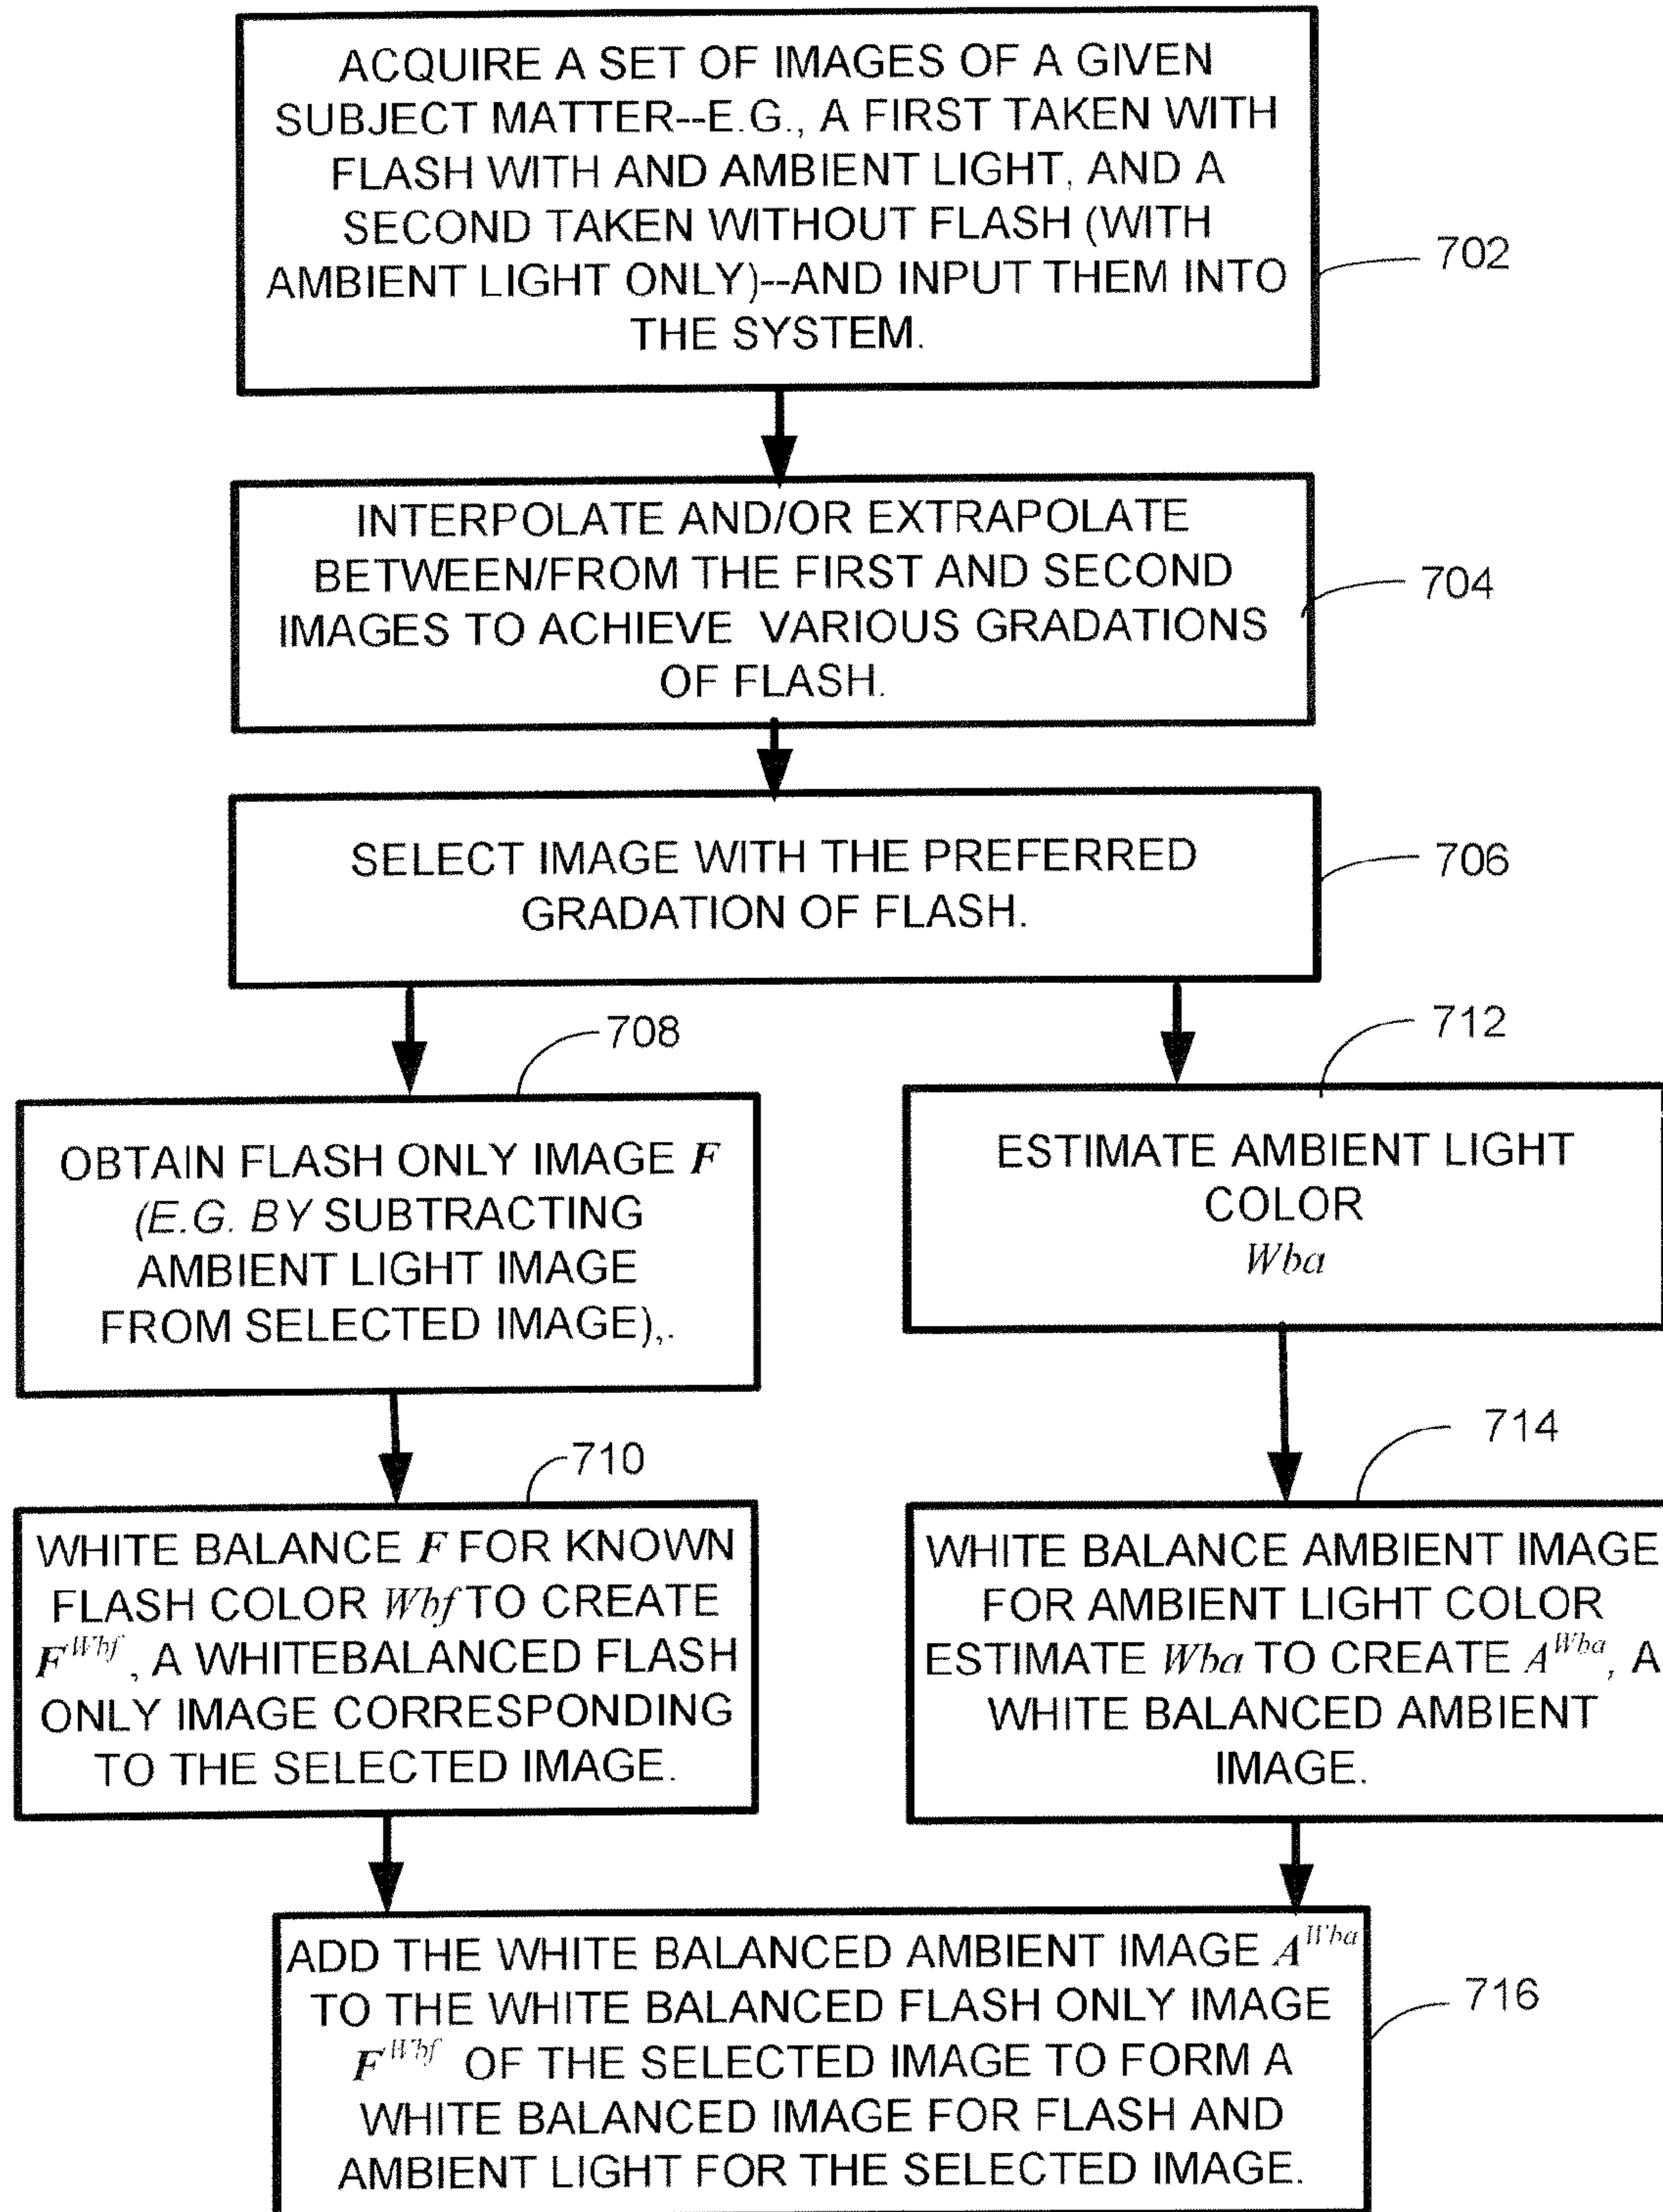 ACQUIRE A SET OF IMAGES OF A GIVEN
SUBJECT MATTER--E.G., A FIRST TAKEN WITH
FLASH WITH AND AMBIENT LIGHT, AND A
SECOND TAKEN WITHOUT FLASH (WITH
AMBIENT LIGHT ONLY)--AND INPUT THEM INTO
THE SYSTEM.
702
INTERPOLATE AND/OR EXTRAPOLATE
BETWEEN/FROM THE FIRST AND SECOND
IMAGES TO ACHIEVE VARIOUS GRADATIONS
OF FLASH.
704
SELECT IMAGE WITH THE PREFERRED
GRADATION OF FLASH.
706
708
OBTAIN FLASH ONLY IMAGE F
(E.G. BY SUBTRACTING
AMBIENT LIGHT IMAGE
FROM SELECTED IMAGE),.
712
ESTIMATE AMBIENT LIGHT
COLOR
Wba
710
WHITE BALANCE F FOR KNOWN
FLASH COLOR Wbf TO CREATE
F^Wbf, A WHITEBALANCED FLASH
ONLY IMAGE CORRESPONDING
TO THE SELECTED IMAGE.
714
WHITE BALANCE AMBIENT IMAGE
FOR AMBIENT LIGHT COLOR
ESTIMATE Wba TO CREATE A^Wba, A
WHITE BALANCED AMBIENT
IMAGE.
ADD THE WHITE BALANCED AMBIENT IMAGE A^Wba
TO THE WHITE BALANCED FLASH ONLY IMAGE
F^Wbf OF THE SELECTED IMAGE TO FORM A
WHITE BALANCED IMAGE FOR FLASH AND
AMBIENT LIGHT FOR THE SELECTED IMAGE.
716